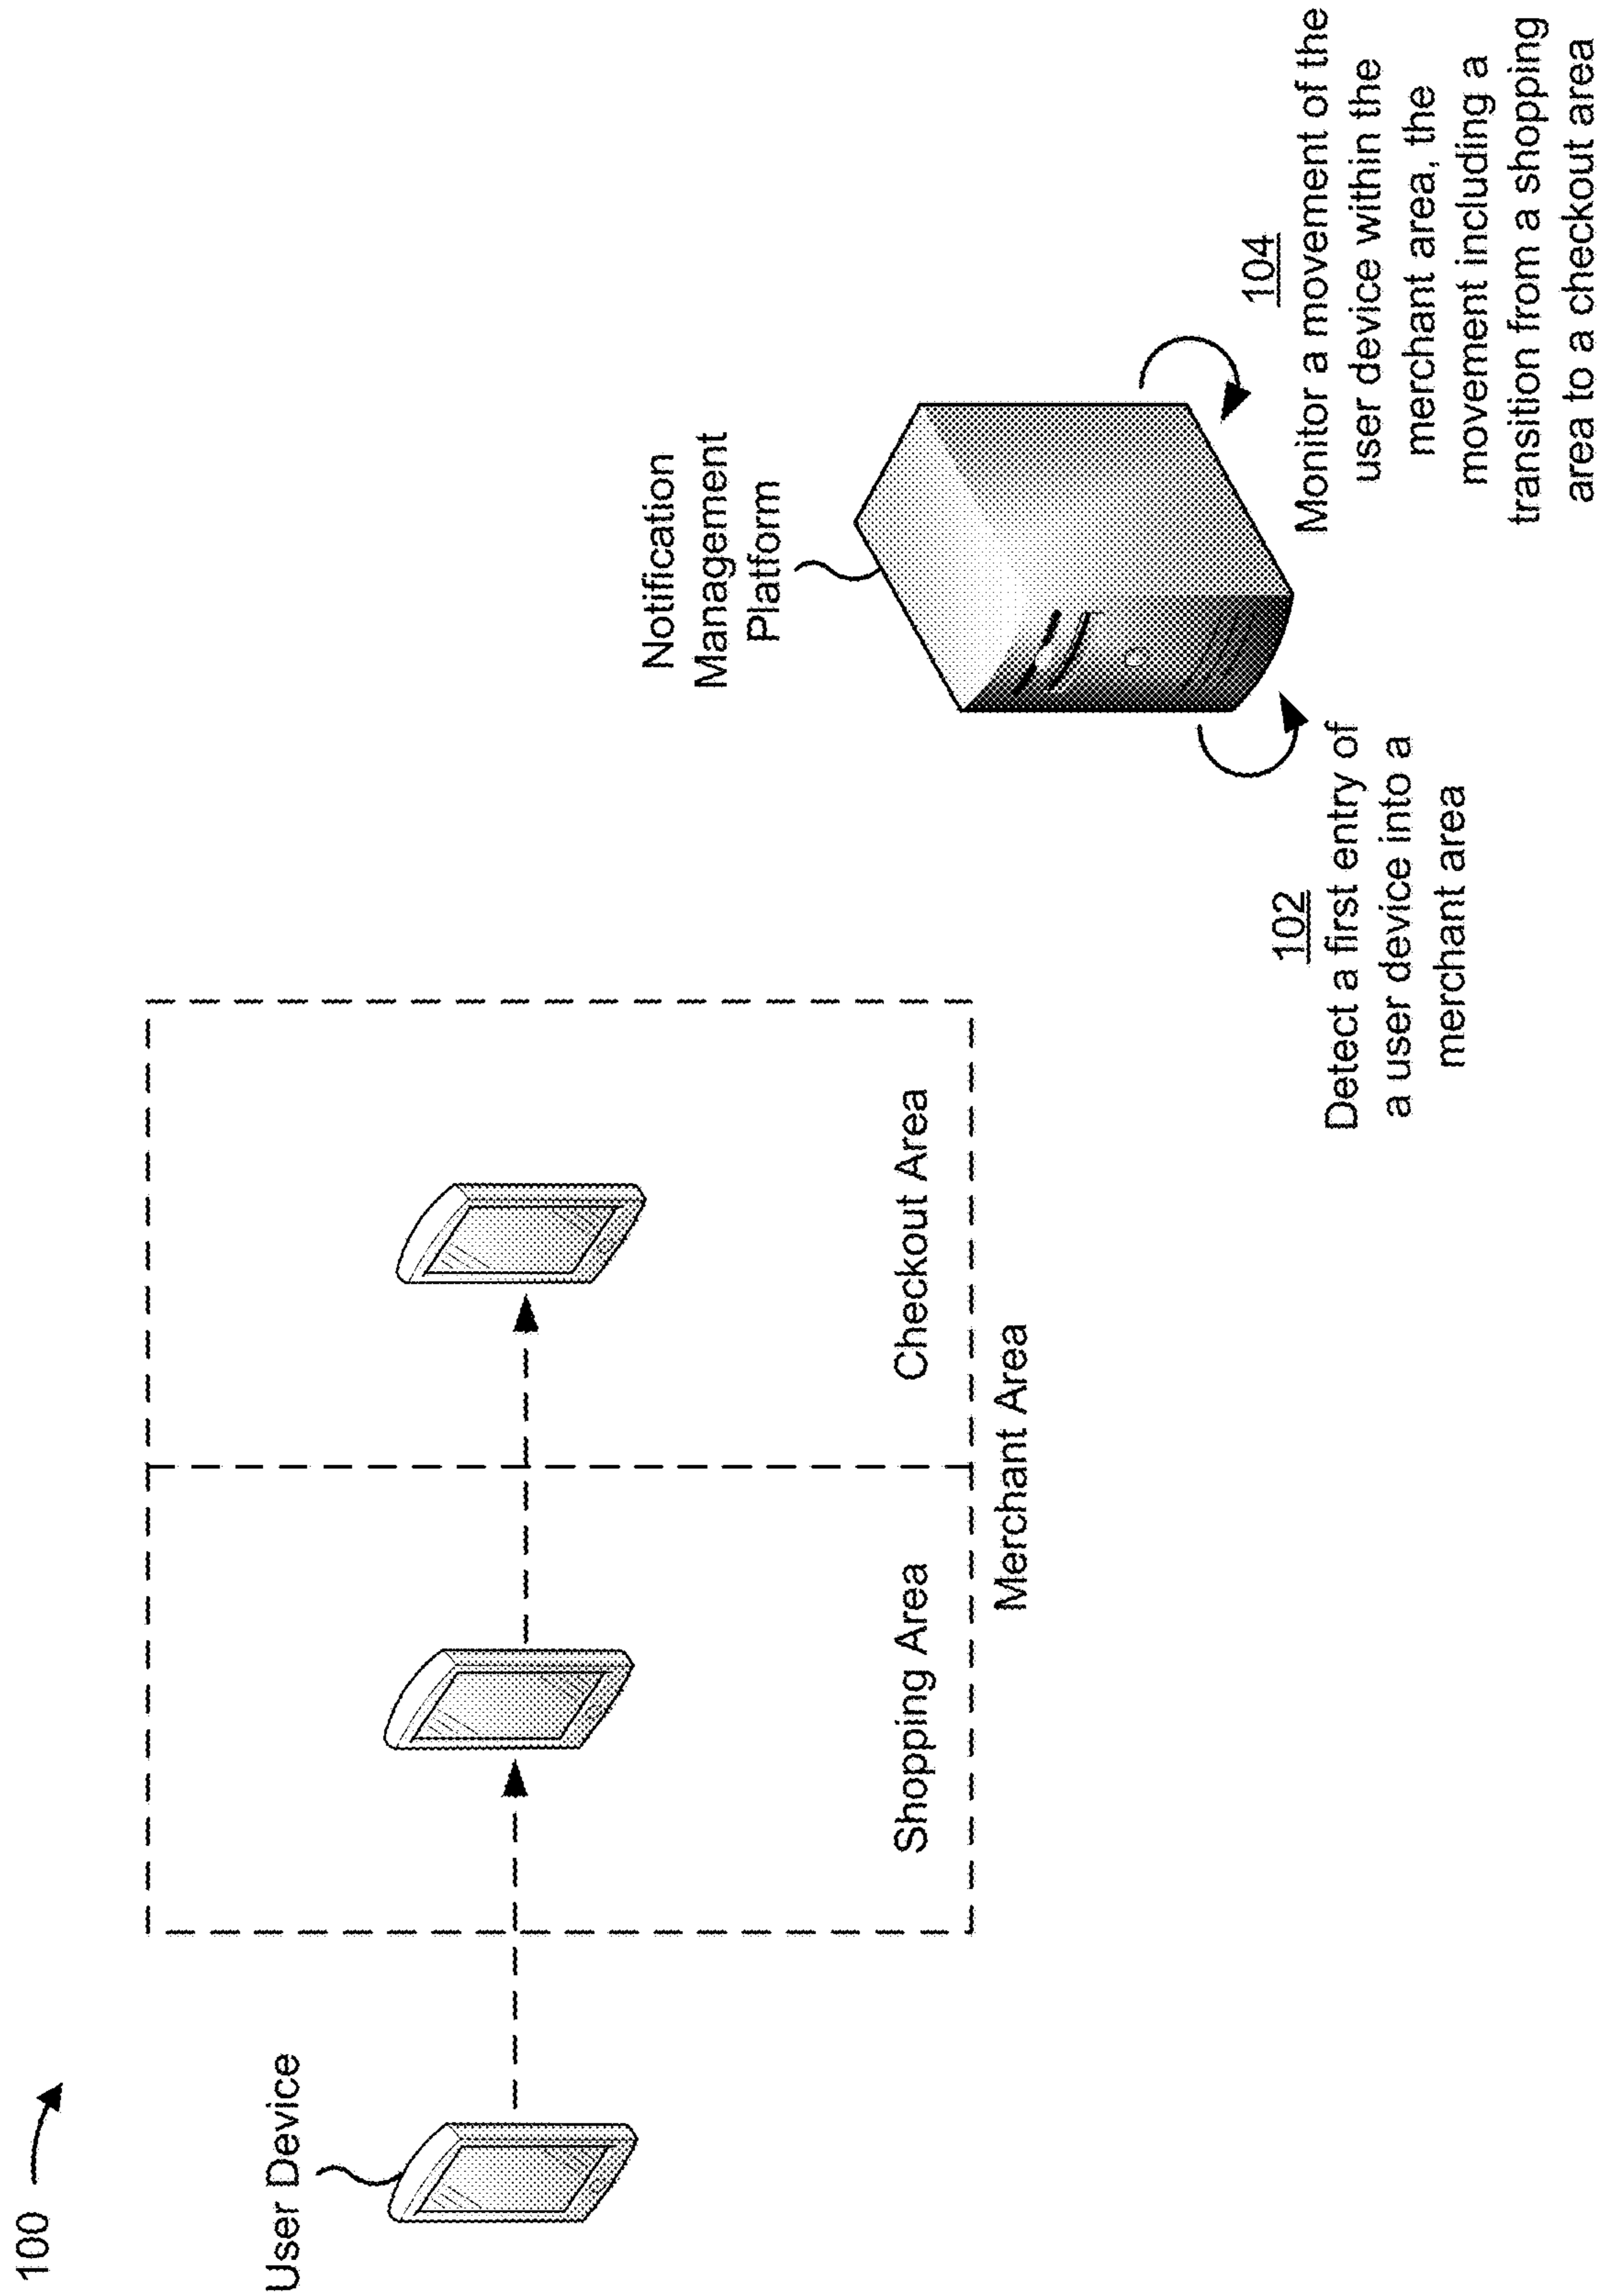 100
User Device
Shopping Area
Checkout Area
Merchant Area
Notification
Management
Platform
102
Detect a first entry of
a user device into a
merchant area
104
Monitor a movement of the
user device within the
merchant area, the
movement including a
transition from a shopping
area to a checkout area